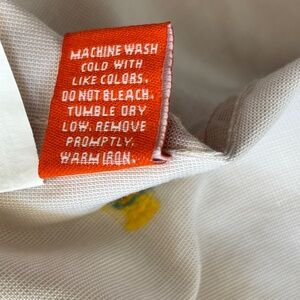 MACHINE WASH
COLD WITH
LIKE COLORS.
DO NOT BLEACH.
TUMBLE DRY
LOW. REMOVE
PROMPTLY.
WARM IRON.